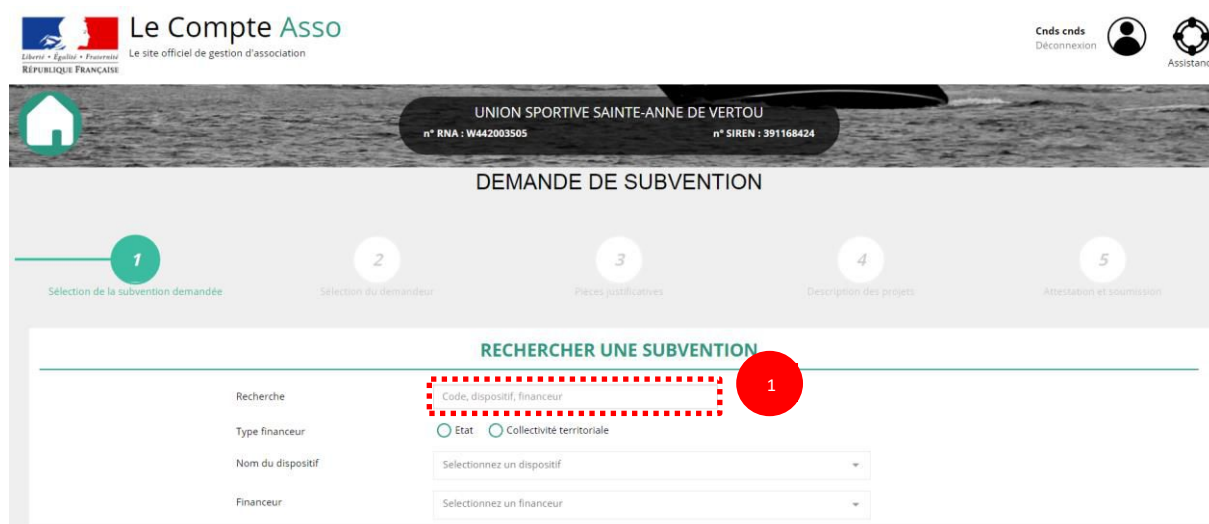 Le Compte Asso
Le site officiel de gestion d'association
Liberté • Égalité • Fraternité
RÉPUBLIQUE FRANÇAISE
Cnds cnds
Déconnexion
Assistanc
UNION SPORTIVE SAINTE-ANNE DE VERTOU
n° RNA : W442003505 n° SIREN : 391168424
DEMANDE DE SUBVENTION
1 2 3 4 5
Sélection de la subvention demandée Sélection du demandeur Pièces justificatives Description des projets Attestation et soumission
RECHERCHER UNE SUBVENTION
1
Recherche Code, dispositif, financeur
Type financeur Etat Collectivité territoriale
Nom du dispositif Selectionnez un dispositif
Financeur Selectionnez un financeur